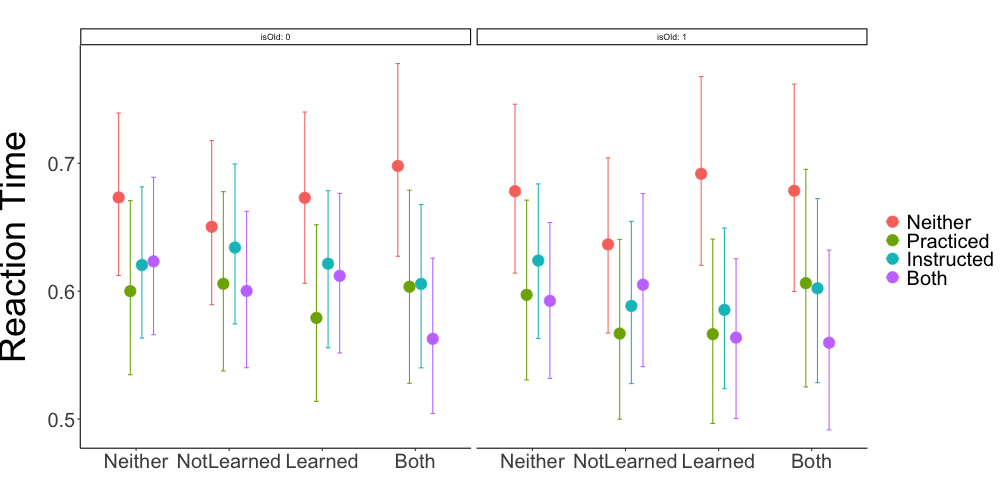 isOld: 0
isOld: 1
Reaction Time
0.7
0.6
0.5
Neither NotLearned Learned Both
Neither NotLearned Learned Both
Neither
Practiced
Instructed
Both